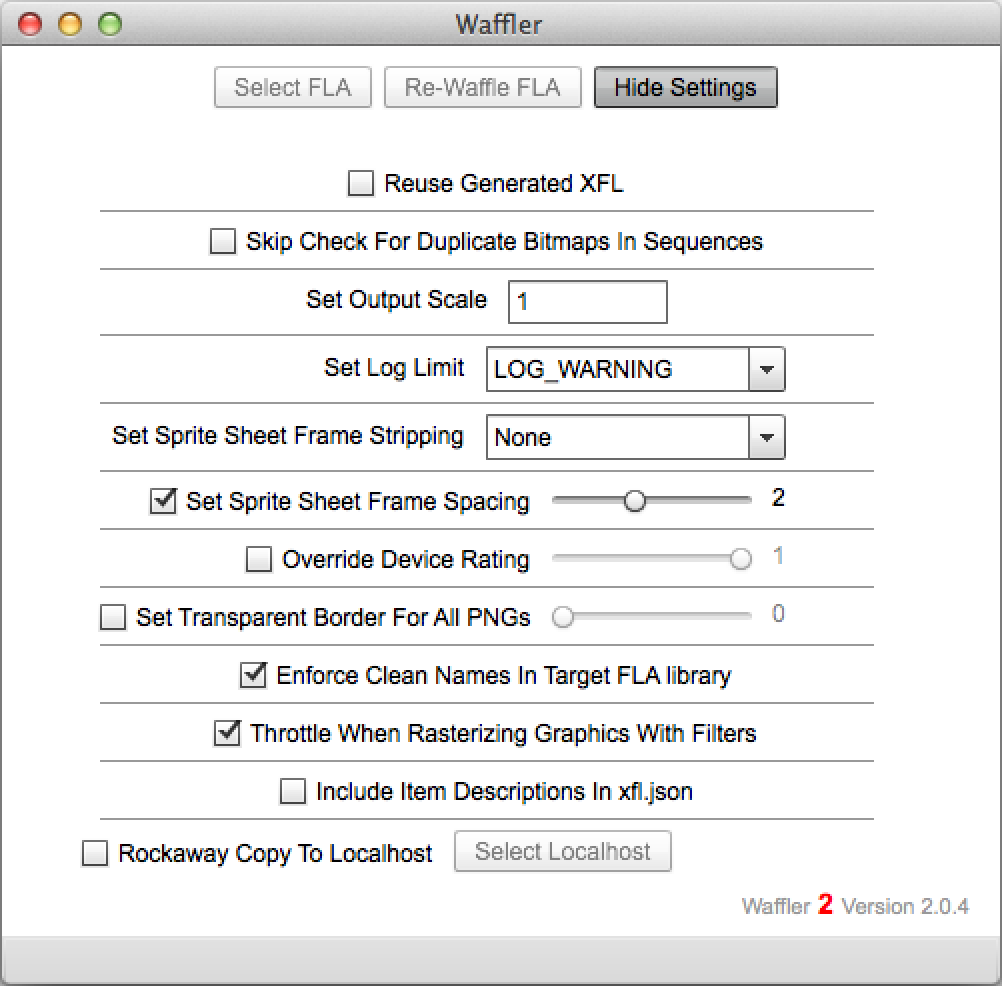 Waffler
Select FLA Re-Waffle FLA Hide Settings
Reuse Generated XFL
Skip Check For Duplicate Bitmaps In Sequences
Set Output Scale 1
Set Log Limit LOG_WARNING
Set Sprite Sheet Frame Stripping None
Set Sprite Sheet Frame Spacing 2
Override Device Rating 1
Set Transparent Border For All PNGs 0
Enforce Clean Names In Target FLA library
Throttle When Rasterizing Graphics With Filters
Include Item Descriptions In xfl.json
Rockaway Copy To Localhost Select Localhost
Waffler 2 Version 2.0.4